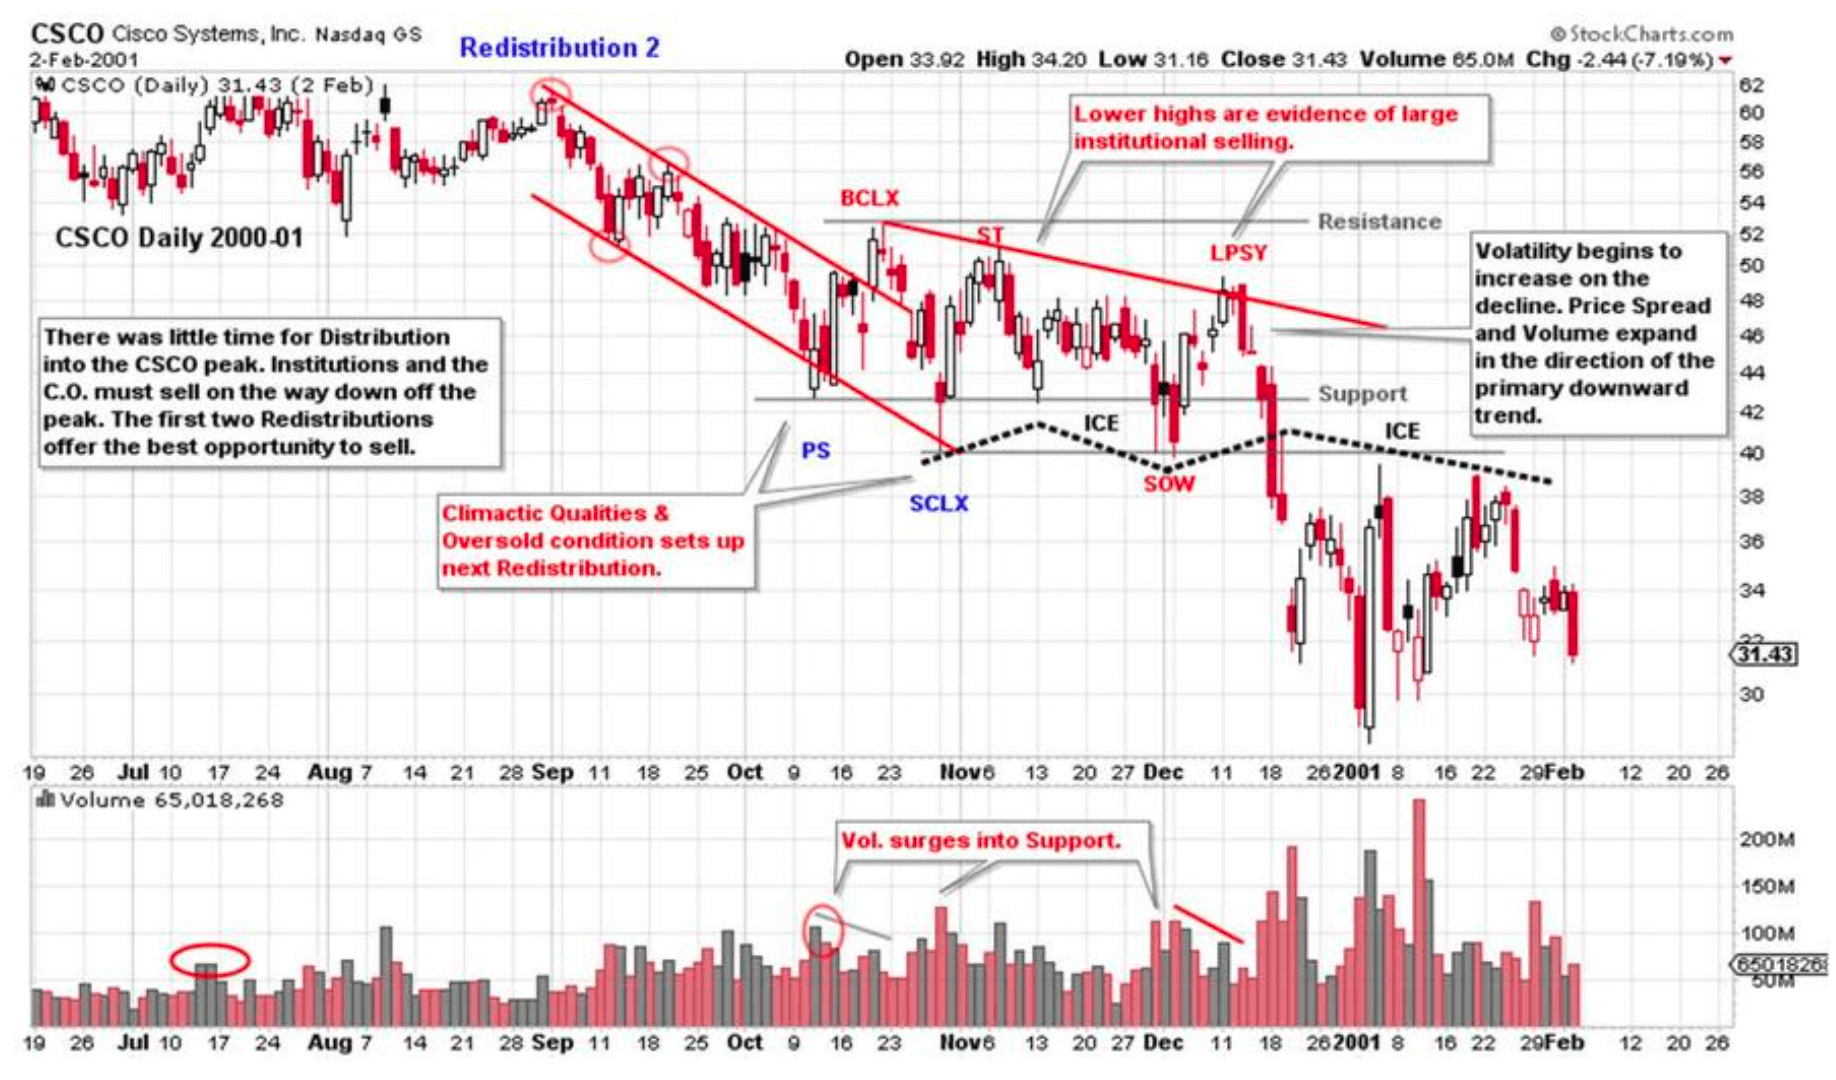 CSCO Cisco Systems, Inc. Nasdaq GS
© StockCharts.com
2-Feb-2001
Redistribution 2
Open 33.92 High 34.20 Low 31.16 Close 31.43 Volume 65.0M Chg -2.44 (-7.19%)
CSCO (Daily) 31.43 (2 Feb)
62
60
58
56
54
52
50
48
46
44
42
40
38
36
34
32
31.43
30
Lower highs are evidence of large
institutional selling.
BCLX
Resistance
ST
LPSY
CSCO Daily 2000-01
Volatility begins to
increase on the
decline. Price Spread
and Volume expand
in the direction of the
primary downward
trend.
There was little time for Distribution
into the CSCO peak. Institutions and the
C.O. must sell on the way down off the
peak. The first two Redistributions
offer the best opportunity to sell.
Support
ICE
ICE
PS
SOW
SCLX
Climactic Qualities &
Oversold condition sets up
next Redistribution.
19 26 Jul 10 17 24 Aug 7 14 21 28 Sep 11 18 25 Oct 9 16 23 Nov 6 13 20 27 Dec 11 18 26 2001 8 16 22 29 Feb 12 20 26
Volume 65,018,268
Vol. surges into Support.
200M
150M
100M
65018268
50M
19 26 Jul 10 17 24 Aug 7 14 21 28 Sep 11 18 25 Oct 9 16 23 Nov 6 13 20 27 Dec 11 18 26 2001 8 16 22 29 Feb 12 20 26